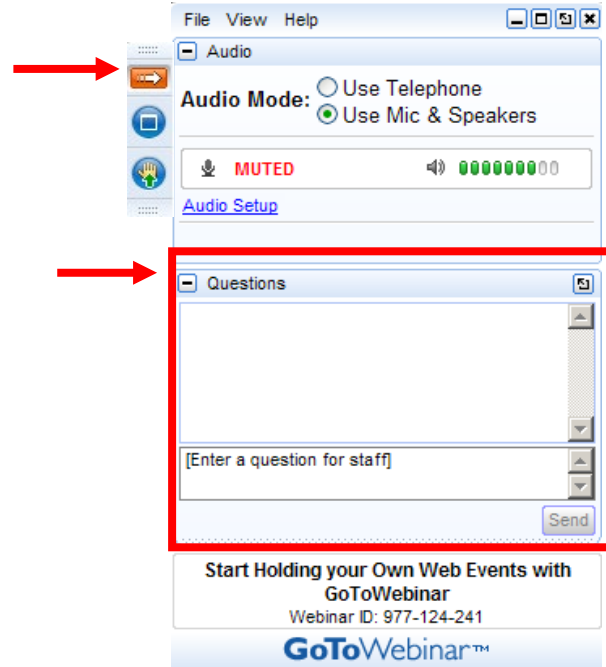 File View Help
Audio
Audio Mode:
Use Telephone
Use Mic & Speakers
MUTED
Audio Setup
Questions
[Enter a question for staff]
Send
Start Holding your Own Web Events with
GoToWebinar
Webinar ID: 977-124-241
GoToWebinar™